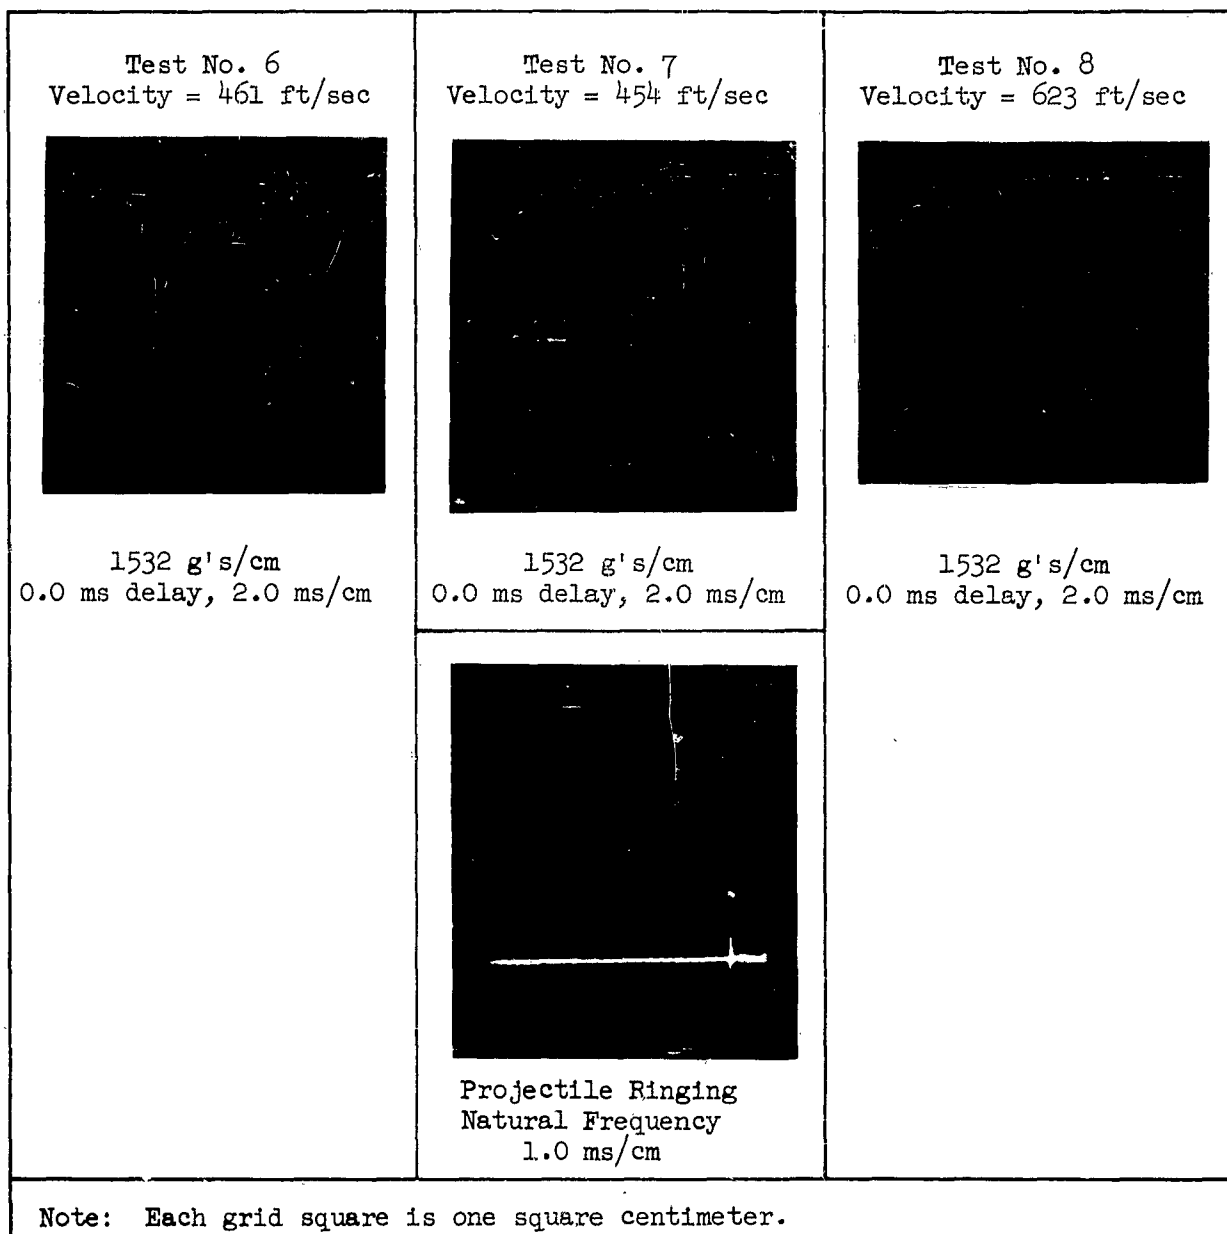 Test No. 6
Velocity = 461 ft/sec
Test No. 7
Velocity = 454 ft/sec
Test No. 8
Velocity = 623 ft/sec
1532 g's/cm
0.0 ms delay, 2.0 ms/cm
1532 g's/cm
0.0 ms delay, 2.0 ms/cm
1532 g's/cm
0.0 ms delay, 2.0 ms/cm
Projectile Ringing
Natural Frequency
1.0 ms/cm
Note: Each grid square is one square centimeter.